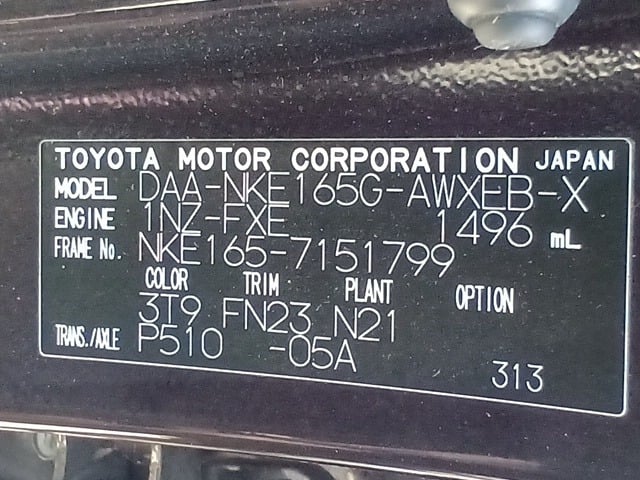 TOYOTA MOTOR CORPORATION JAPAN
MODEL DAA-NKE165G-AWXEB-X
ENGINE 1NZ-FXE 1496 mL
FRAME No. NKE165-7151799
COLOR TRIM PLANT OPTION
3T9 FN23 N21
TRANS./AXLE P510 -05A
313